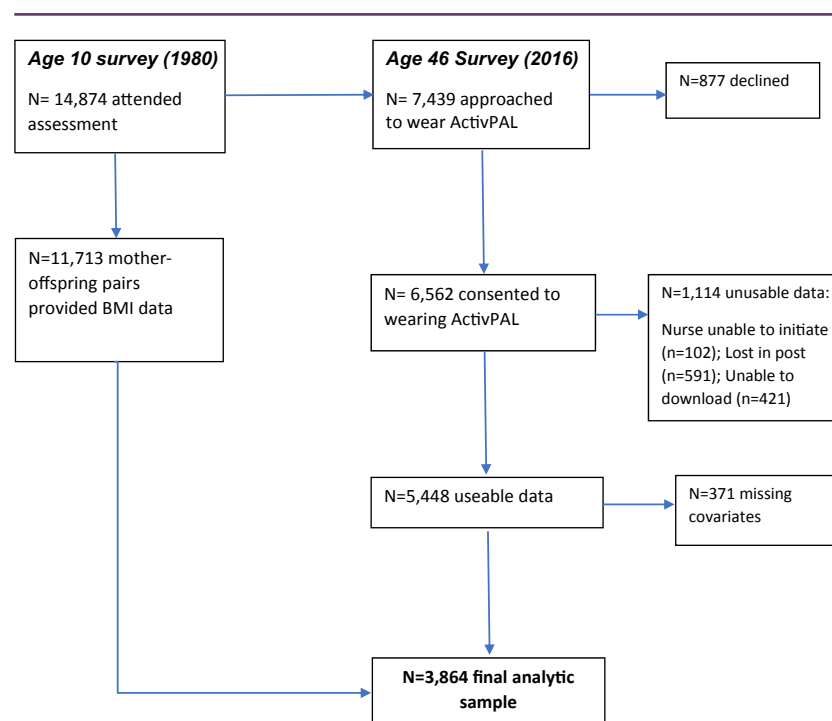 Age 10 survey (1980)
N= 14,874 attended
assessment
Age 46 Survey (2016)
N= 7,439 approached
to wear ActivPAL
N=877 declined
N=11,713 mother-
offspring pairs
provided BMI data
N= 6,562 consented to
wearing ActivPAL
N=1,114 unusable data:
Nurse unable to initiate
(n=102); Lost in post
(n=591); Unable to
download (n=421)
N=5,448 useable data
N=371 missing
covariates
N=3,864 final analytic
sample